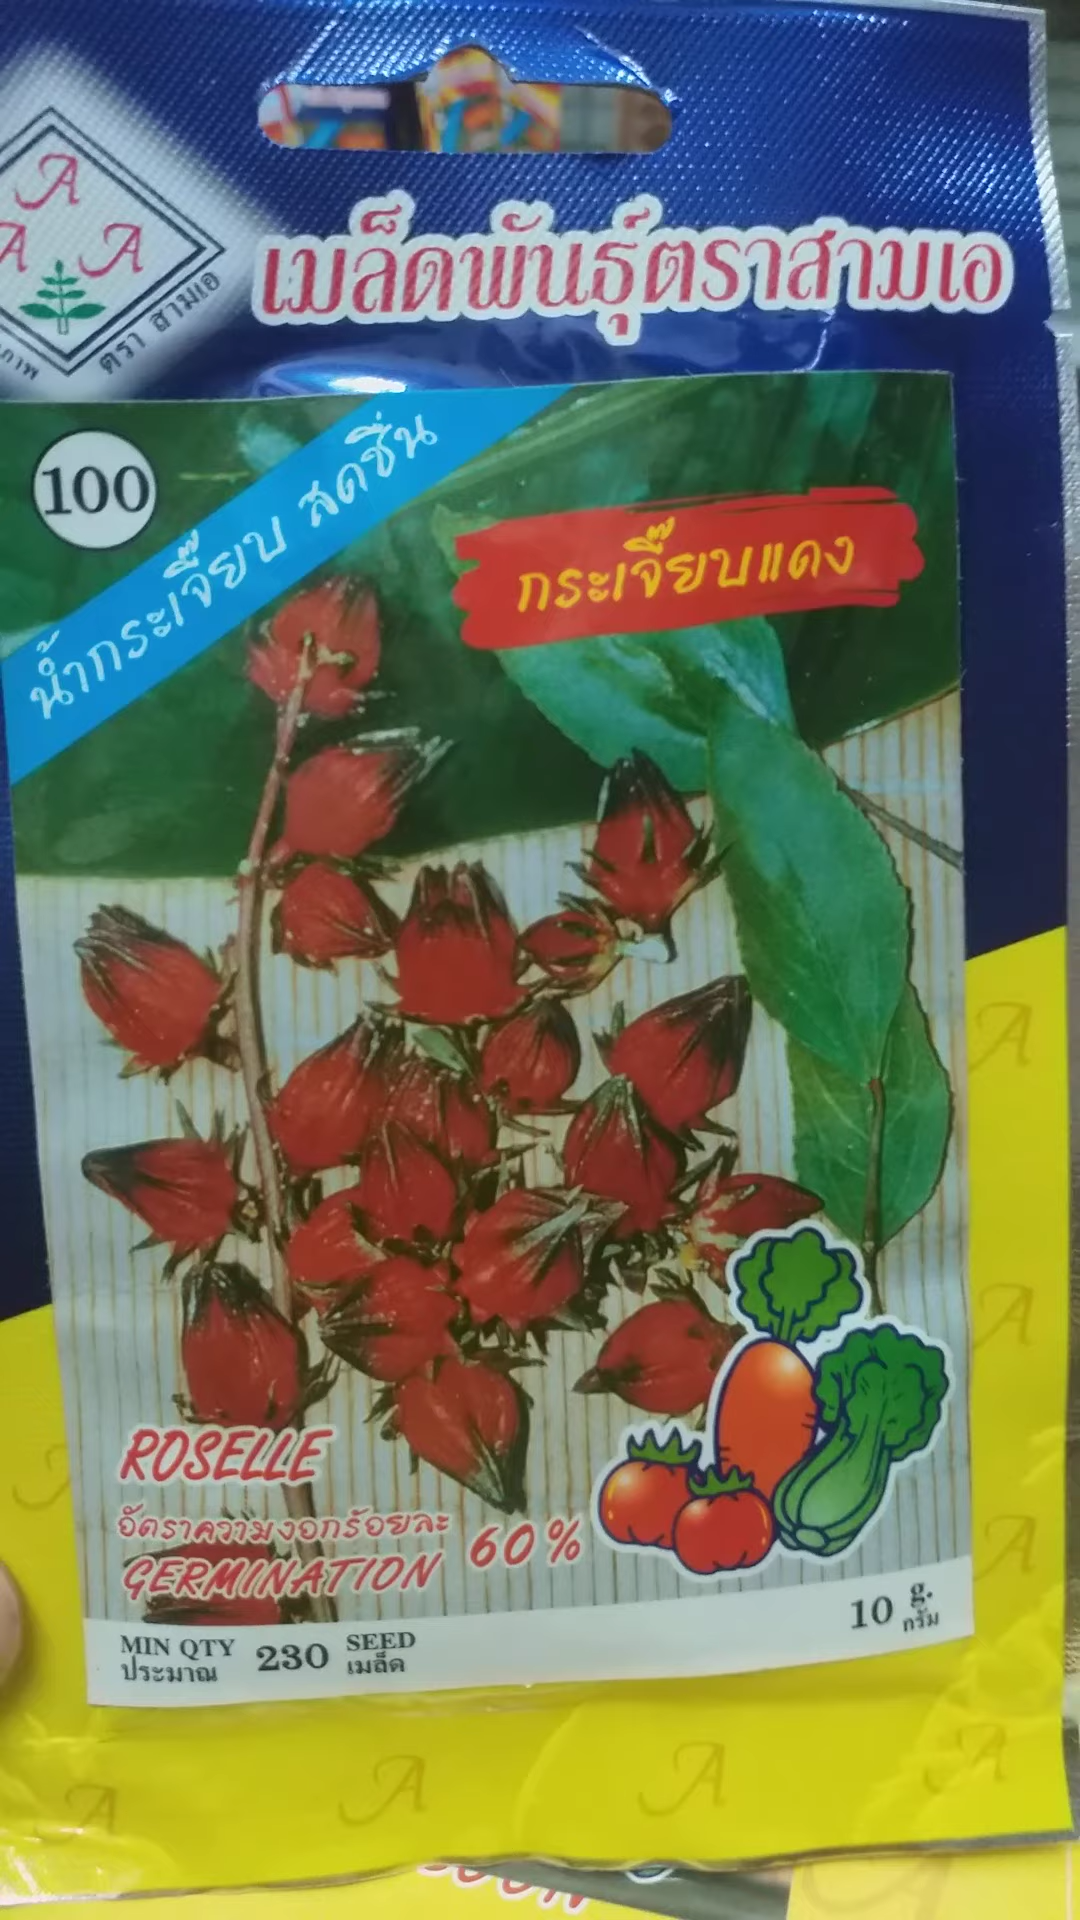 A
A A
ตรา สามเอ
เมล็ดพันธุ์ตราสามเอ
100
น้ำกระเจี๊ยบ สดชื่น
กระเจี๊ยบแดง
ROSELLE
อัตราความงอกร้อยละ
GERMINATION 60%
MIN QTY 230 SEED
ประมาณ เมล็ด
10 g.
กรัม
A
A
A
A
A
A
A